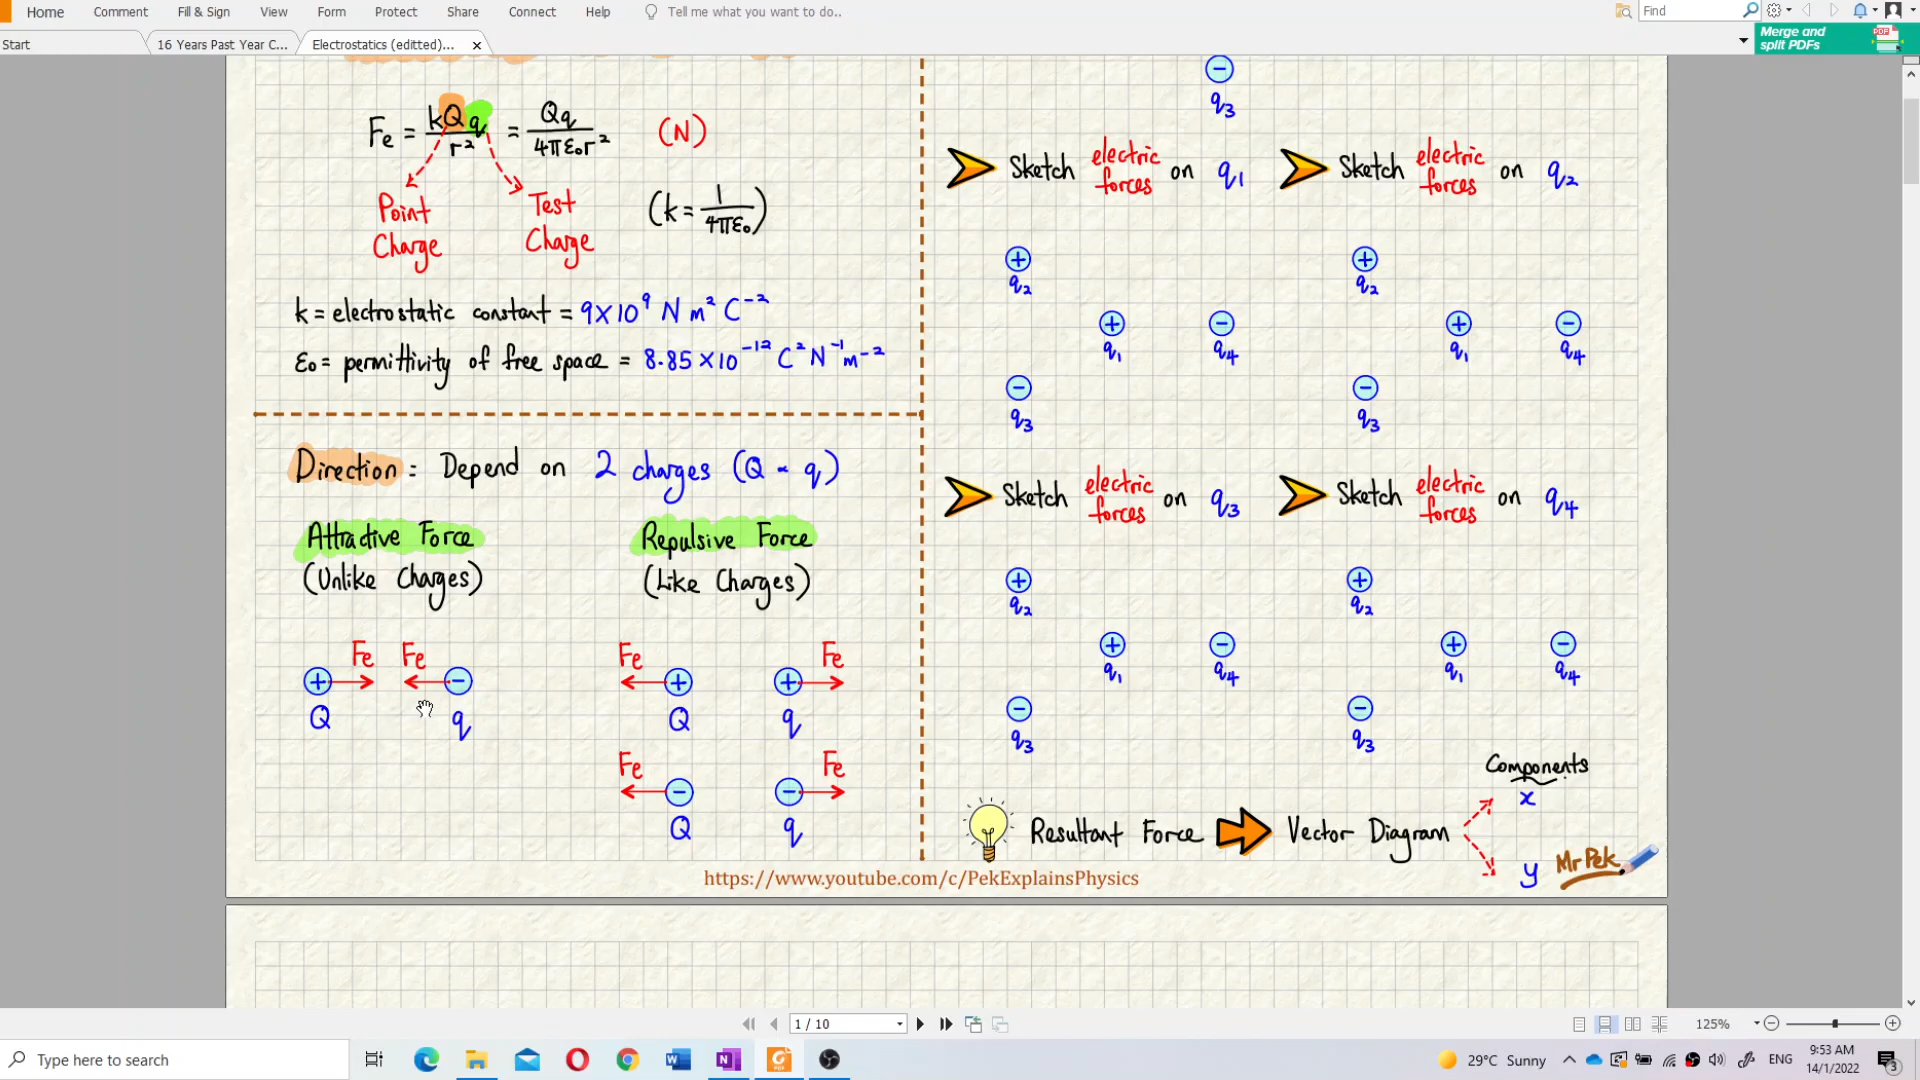 Home Comment Fill & Sign View Form Protect Share Connect Help Tell me what you want to do.. Find
Start 16 Years Past Year C... Electrostatics (editted)... × Merge and split PDFs
Fe = kQq / r² = Qq / 4πε₀r² (N)
Point Charge
Test Charge
(k = 1 / 4πε₀)
k = electrostatic constant = 9×10⁹ N m² C⁻²
ε₀ = permittivity of free space = 8.85×10⁻¹² C² N⁻¹ m⁻²
Direction : Depend on 2 charges (Q ~ q)
Attractive Force
(Unlike Charges)
Repulsive Force
(Like Charges)
Fe Fe
+ −
Q q
Fe Fe
+ +
Q q
Fe Fe
− −
Q q
−
q3
Sketch electric forces on q1
+
q2
+ −
q1 q4
−
q3
Sketch electric forces on q2
+
q2
+ −
q1 q4
−
q3
Sketch electric forces on q3
+
q2
+ −
q1 q4
−
q3
Sketch electric forces on q4
+
q2
+ −
q1 q4
−
q3
Components
x
Resultant Force Vector Diagram
y
Mr Pek
https://www.youtube.com/c/PekExplainsPhysics
1 / 10 125%
Type here to search 29°C Sunny ENG 9:53 AM
14/1/2022 3